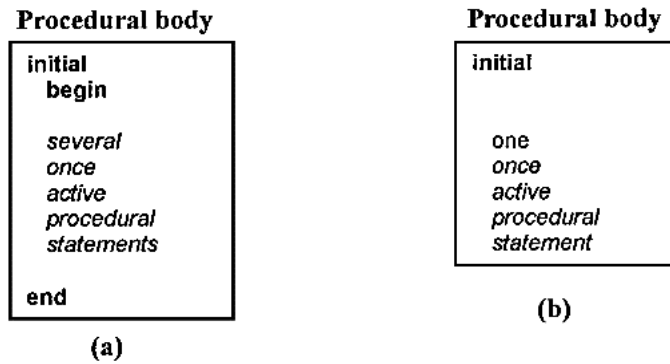 Procedural body
initial
begin
several
once
active
procedural
statements
end
(a)
Procedural body
initial
one
once
active
procedural
statement
(b)